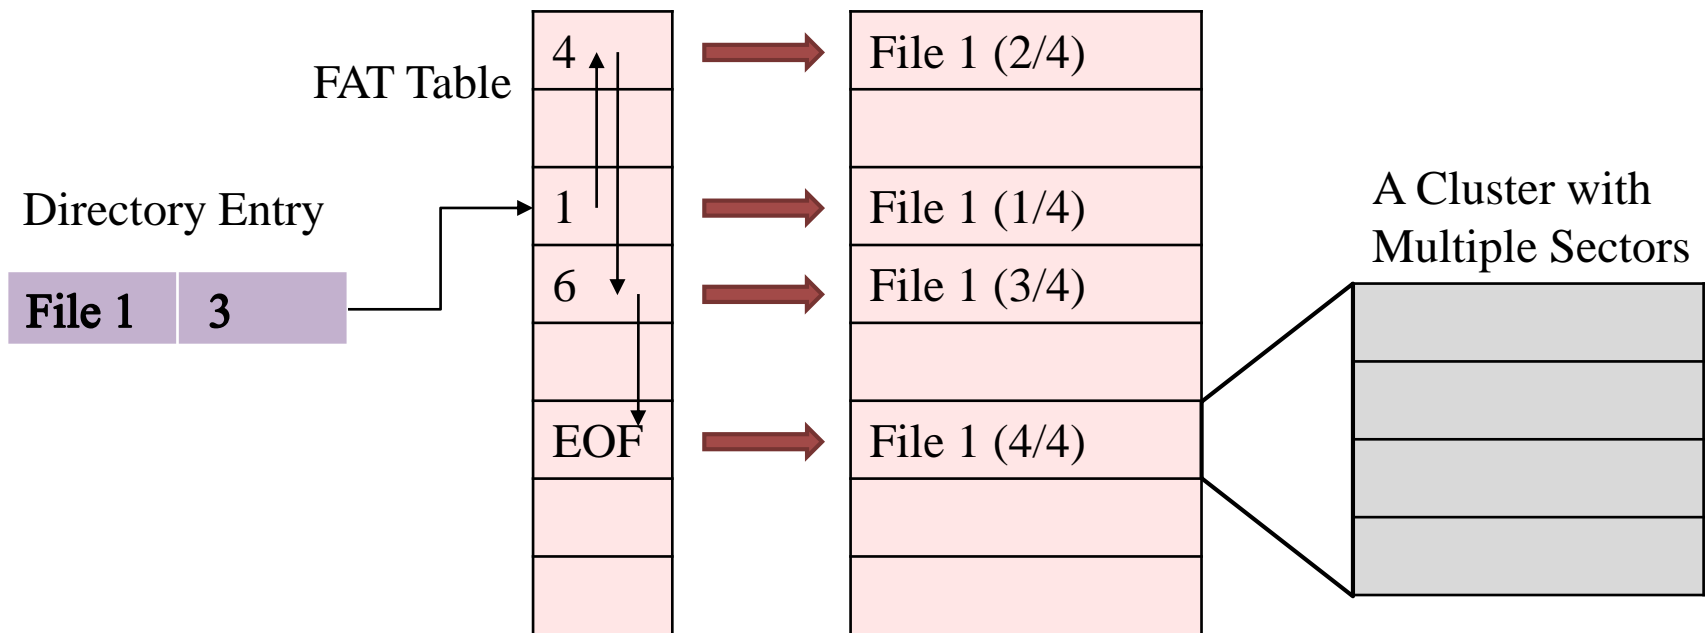 FAT Table
Directory Entry
File 1 3
4
1
6
EOF
File 1 (2/4)
File 1 (1/4)
File 1 (3/4)
File 1 (4/4)
A Cluster with
Multiple Sectors